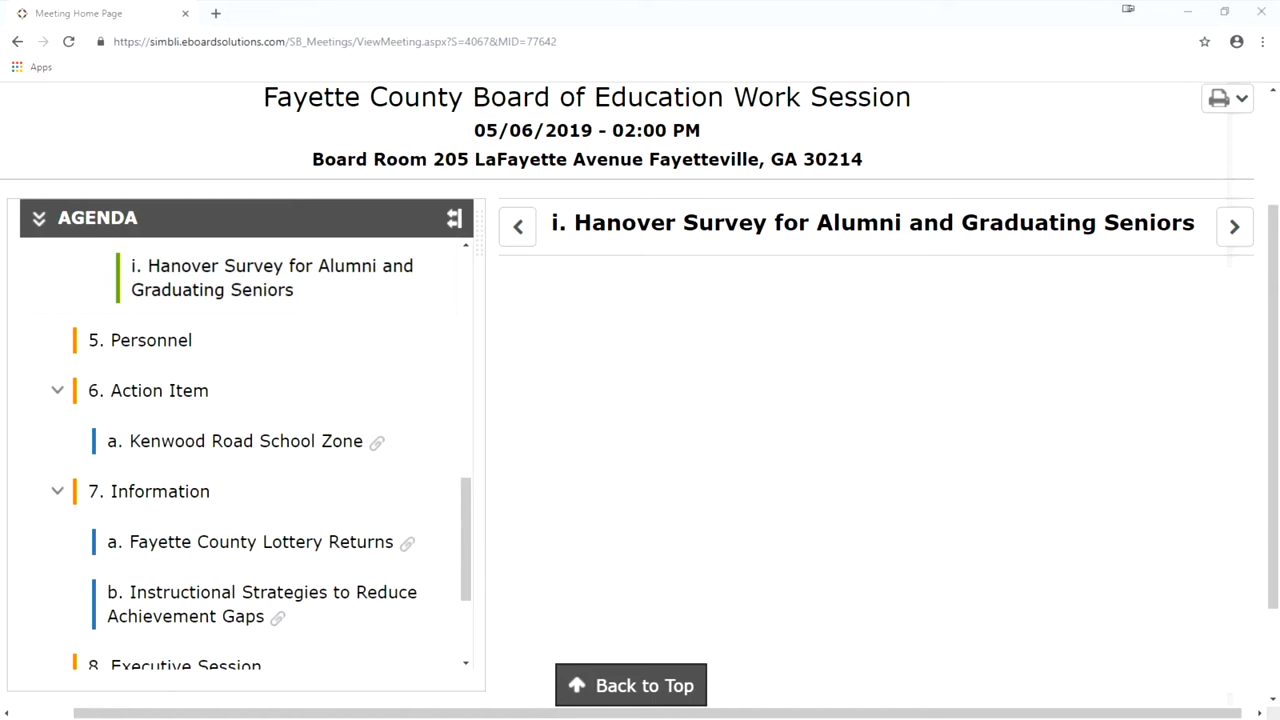 Meeting Home Page
https://simbli.eboardsolutions.com/SB_Meetings/ViewMeeting.aspx?S=4067&MID=77642
Apps
Fayette County Board of Education Work Session
05/06/2019 - 02:00 PM
Board Room 205 LaFayette Avenue Fayetteville, GA 30214
AGENDA
i. Hanover Survey for Alumni and
Graduating Seniors
5. Personnel
6. Action Item
a. Kenwood Road School Zone
7. Information
a. Fayette County Lottery Returns
b. Instructional Strategies to Reduce
Achievement Gaps
8. Executive Session
i. Hanover Survey for Alumni and Graduating Seniors
Back to Top